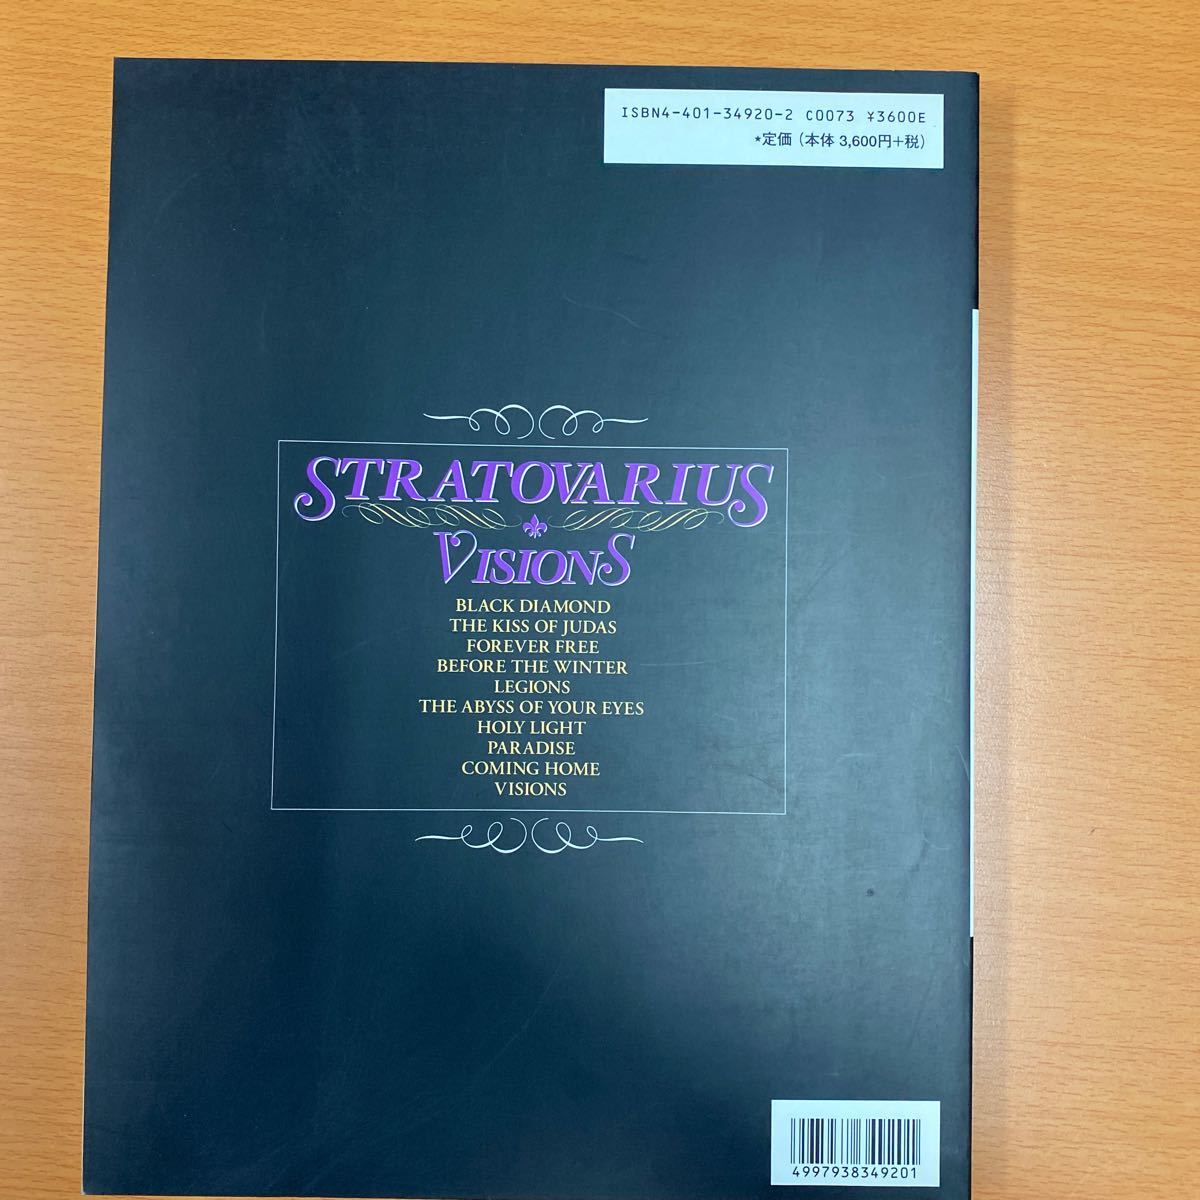 ISBN4-401-34920-2 C0073 ¥3600E
*定価 (本体 3,600円+税)
STRATOVARIUS
VISIONS
BLACK DIAMOND
THE KISS OF JUDAS
FOREVER FREE
BEFORE THE WINTER
LEGIONS
THE ABYSS OF YOUR EYES
HOLY LIGHT
PARADISE
COMING HOME
VISIONS
4997938349201